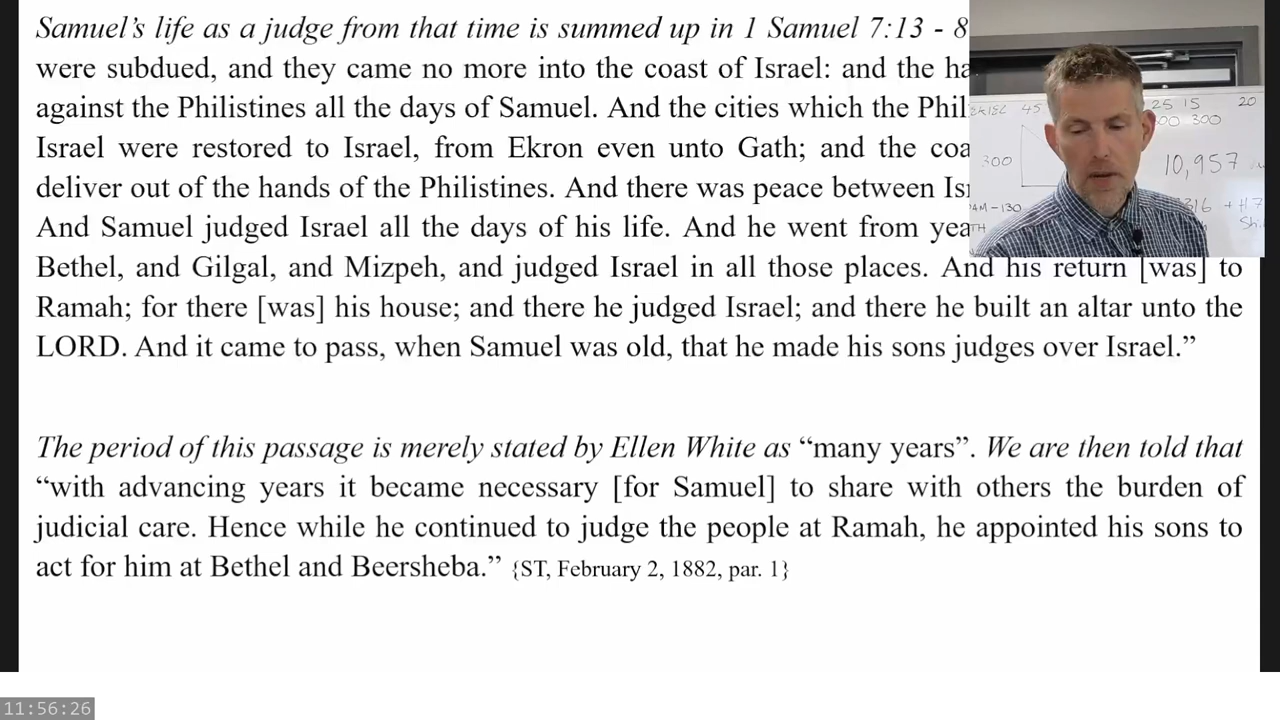 Samuel’s life as a judge from that time is summed up in 1 Samuel 7:13 - 8
were subdued, and they came no more into the coast of Israel: and the ha
against the Philistines all the days of Samuel. And the cities which the Phil
Israel were restored to Israel, from Ekron even unto Gath; and the coa
deliver out of the hands of the Philistines. And there was peace between Isr
And Samuel judged Israel all the days of his life. And he went from yea
Bethel, and Gilgal, and Mizpeh, and judged Israel in all those places. And his return [was] to
Ramah; for there [was] his house; and there he judged Israel; and there he built an altar unto the
LORD. And it came to pass, when Samuel was old, that he made his sons judges over Israel.”
The period of this passage is merely stated by Ellen White as “many years”. We are then told that
“with advancing years it became necessary [for Samuel] to share with others the burden of
judicial care. Hence while he continued to judge the people at Ramah, he appointed his sons to
act for him at Bethel and Beersheba.” {ST, February 2, 1882, par. 1}
45 25 15 20
300
300
10,957
11:56:26